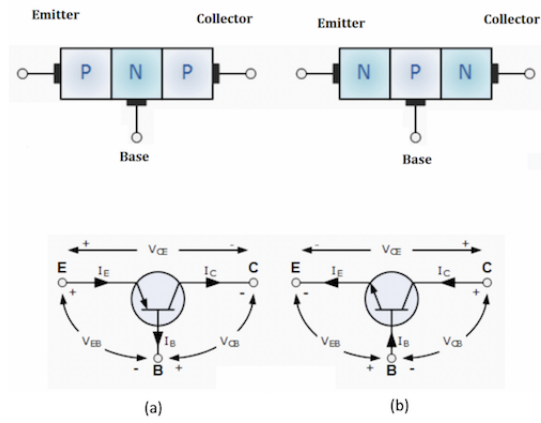 Emitter
Collector
P N P
Base
Emitter
Collector
N P N
Base
+ VCE -
E IE IC C
+ -
VEB IB VCB
- B +
(a)
- VCE +
E IE IC C
- +
VEB IB VCB
+ B -
(b)